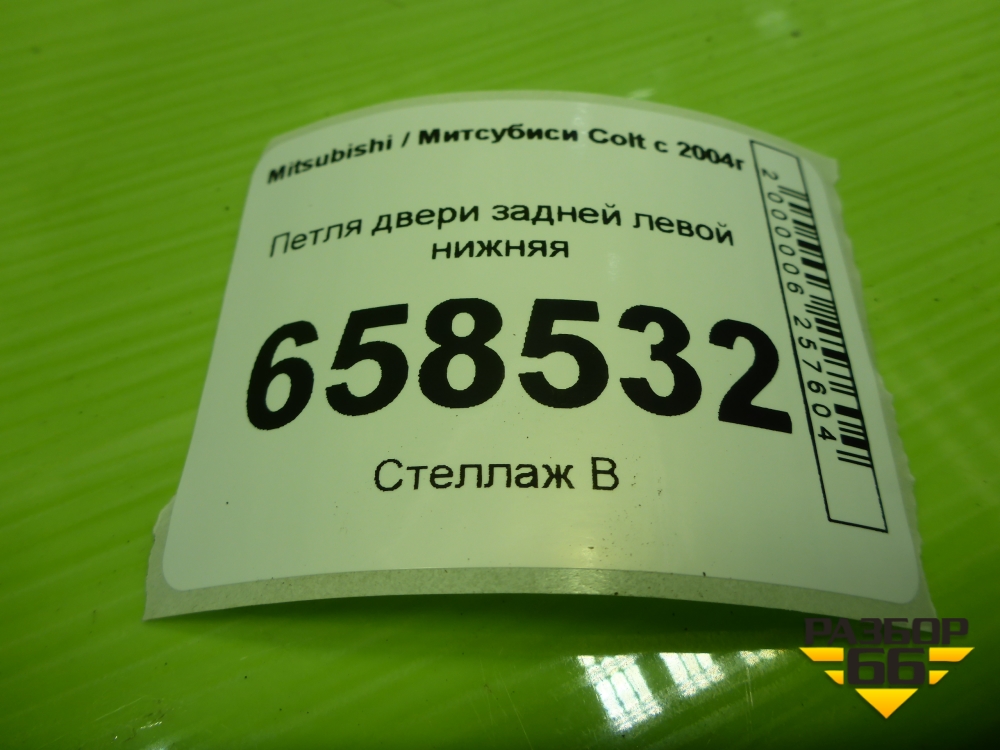 Mitsubishi / Митсубиси Colt с 2004г
Петля двери задней левой
нижняя
658532
Стеллаж В
2000006257604
РАЗБОР
66